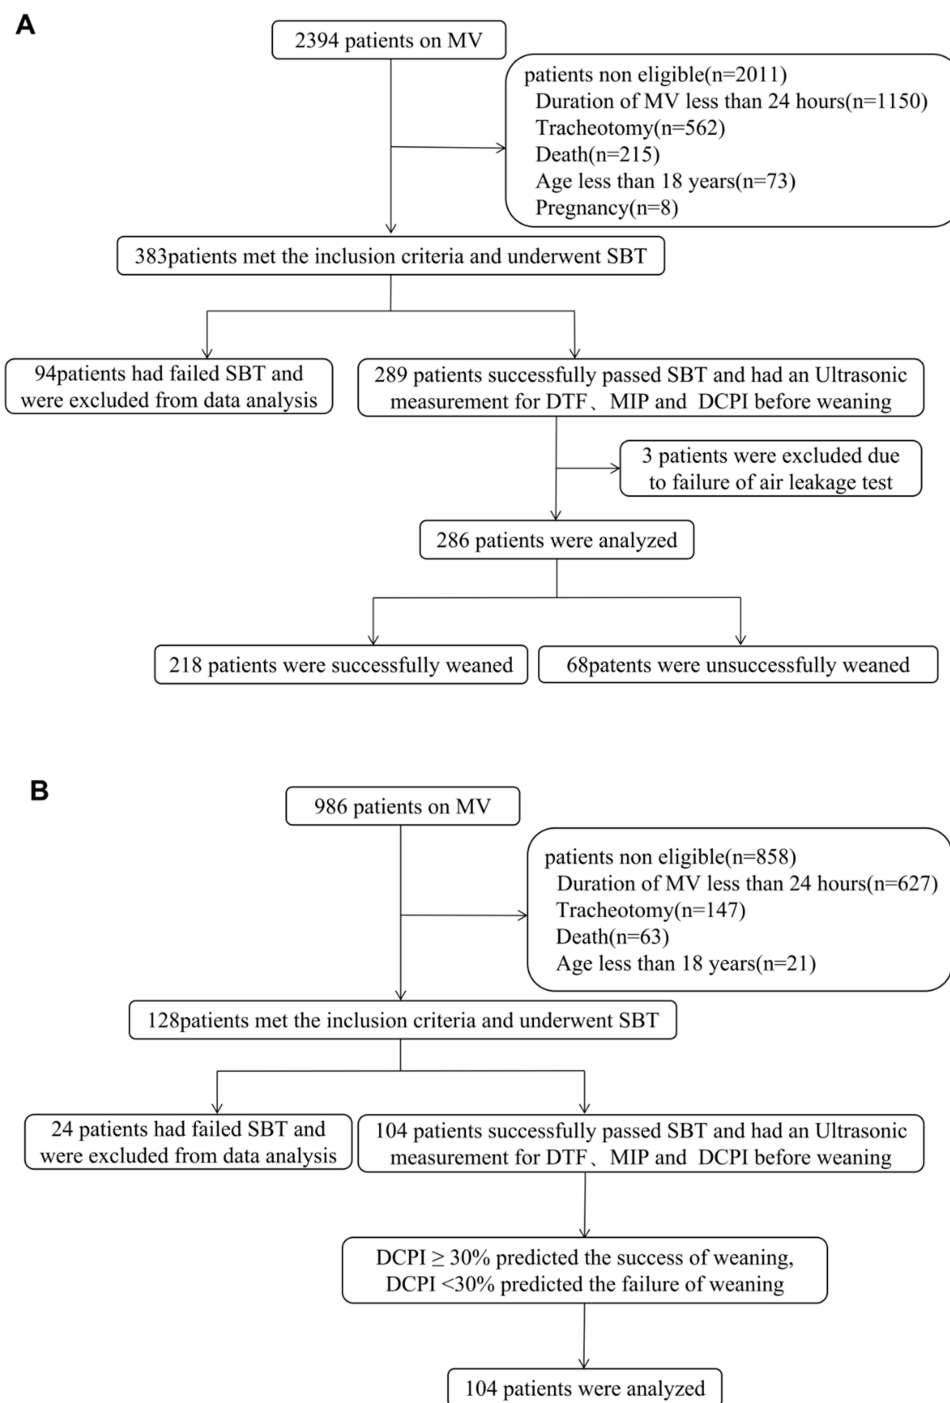 A
2394 patients on MV
patients non eligible(n=2011)
Duration of MV less than 24 hours(n=1150)
Tracheotomy(n=562)
Death(n=215)
Age less than 18 years(n=73)
Pregnancy(n=8)
383patients met the inclusion criteria and underwent SBT
94patients had failed SBT and
were excluded from data analysis
289 patients successfully passed SBT and had an Ultrasonic
measurement for DTF、MIP and DCPI before weaning
3 patients were excluded due
to failure of air leakage test
286 patients were analyzed
218 patients were successfully weaned
68patents were unsuccessfully weaned
B
986 patients on MV
patients non eligible(n=858)
Duration of MV less than 24 hours(n=627)
Tracheotomy(n=147)
Death(n=63)
Age less than 18 years(n=21)
128patients met the inclusion criteria and underwent SBT
24 patients had failed SBT and
were excluded from data analysis
104 patients successfully passed SBT and had an Ultrasonic
measurement for DTF、MIP and DCPI before weaning
DCPI ≥ 30% predicted the success of weaning,
DCPI <30% predicted the failure of weaning
104 patients were analyzed